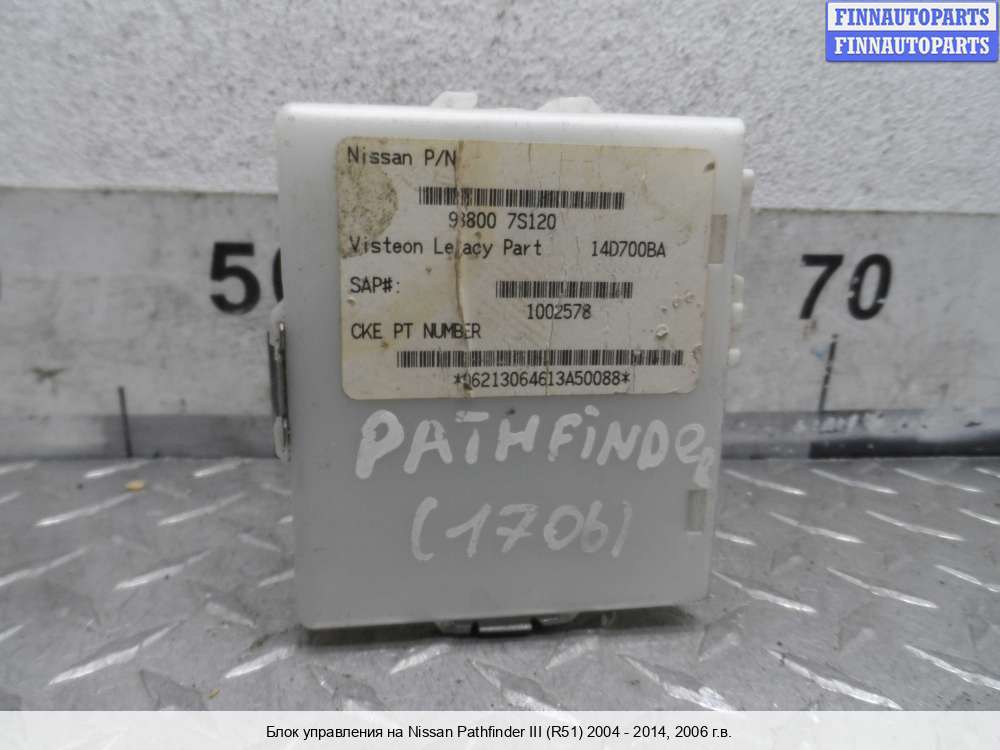 FINNAUTOPARTS
FINNAUTOPARTS
Nissan P/N
98800 7S120
Visteon Legacy Part 14D700BA
SAP#:
1002578
CKE PT NUMBER
*06213064613A50088*
50
70
PATHFINDER
(1706)
Блок управления на Nissan Pathfinder III (R51) 2004 - 2014, 2006 г.в.